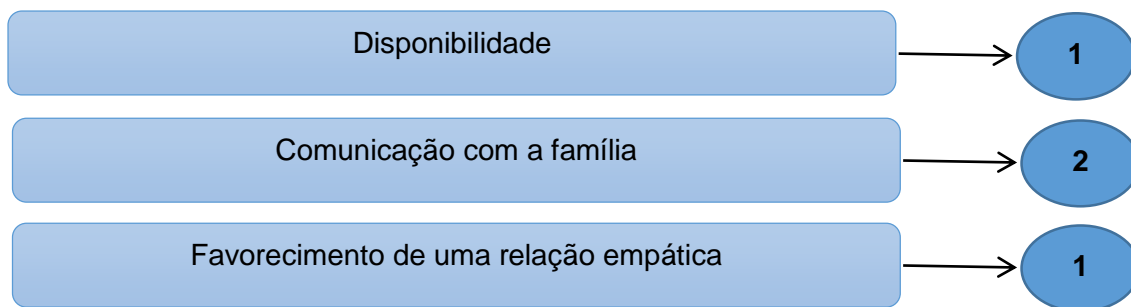 Disponibilidade
1
Comunicação com a família
2
Favorecimento de uma relação empática
1